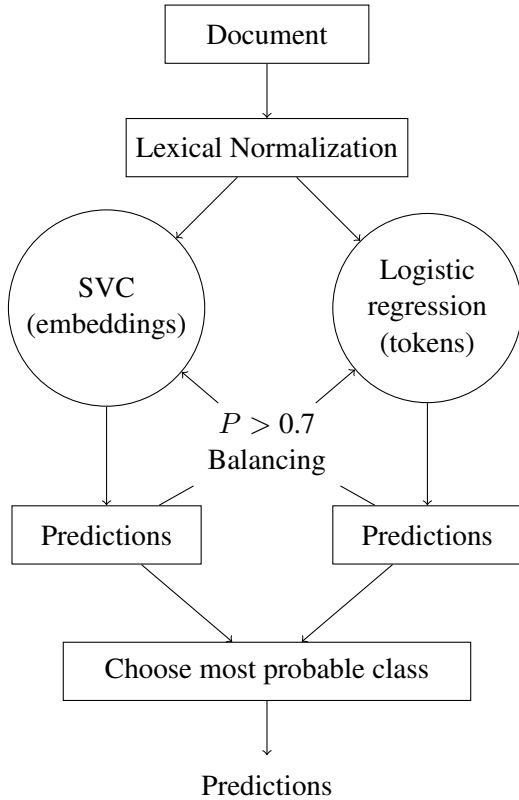 Document
Lexical Normalization
SVC
(embeddings)
Logistic
regression
(tokens)
P > 0.7
Balancing
Predictions
Predictions
Choose most probable class
Predictions